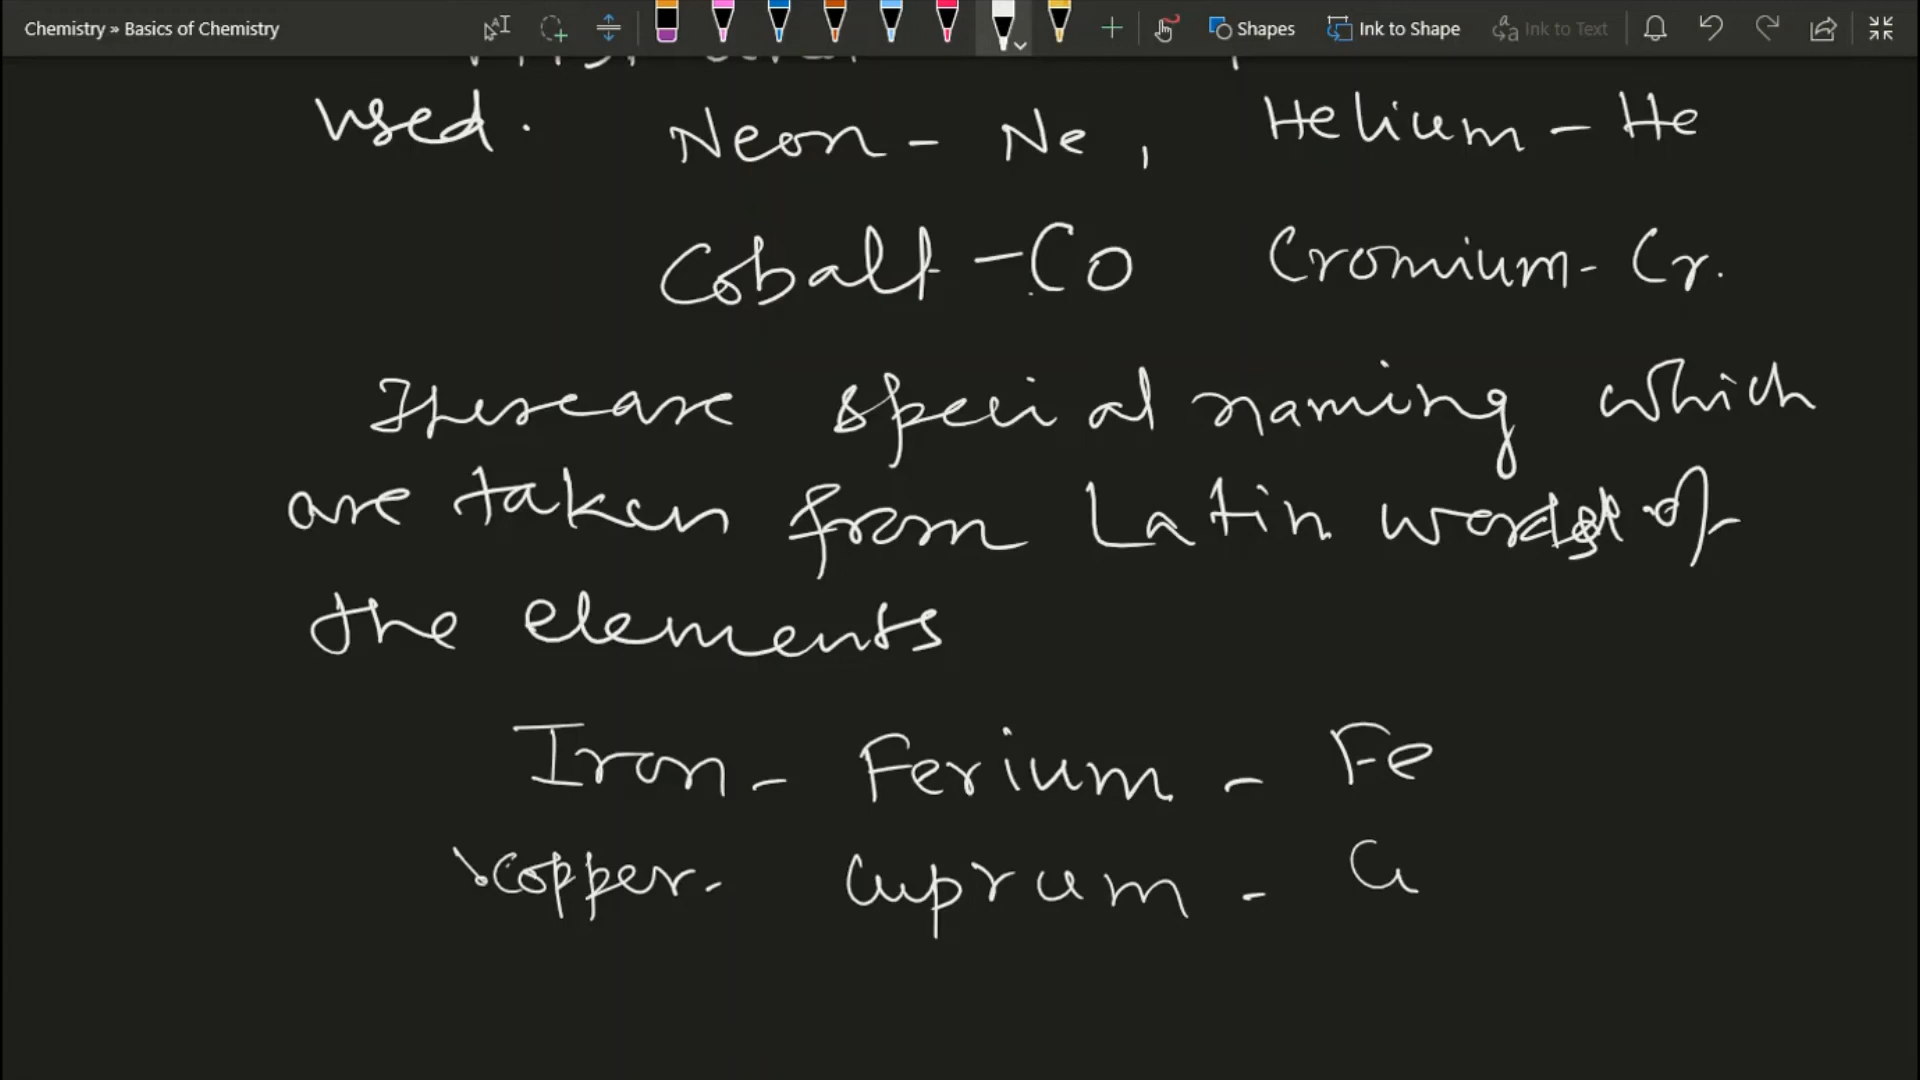 Chemistry » Basics of Chemistry
Shapes
Ink to Shape
Ink to Text
used. Neon - Ne , Helium - He
Cobalt - Co Cromium - Cr.
There are special naming which
are taken from Latin words of
the elements
Iron - Ferium - Fe
Copper - Cuprum - Cu